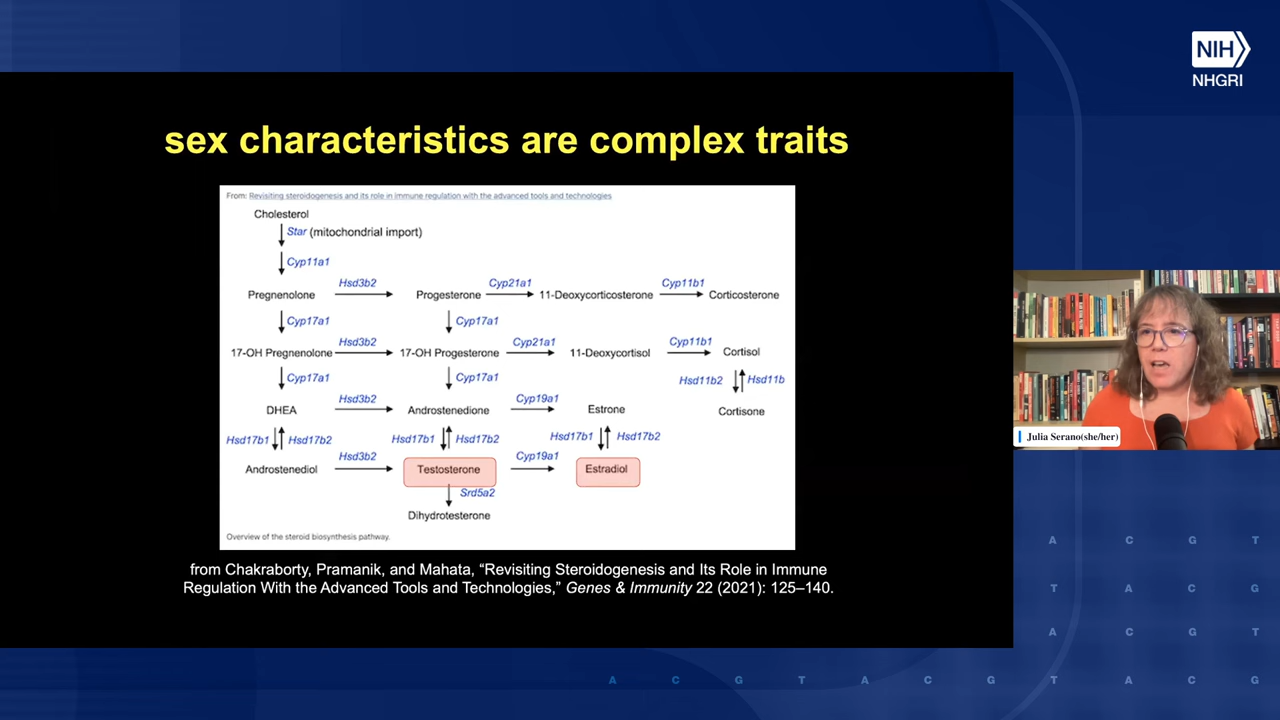 NIH
NHGRI
sex characteristics are complex traits
From: Revisiting steroidogenesis and its role in immune regulation with the advanced tools and technologies
Cholesterol
Star (mitochondrial import)
Cyp11a1
Hsd3b2 Cyp21a1 Cyp11b1
Pregnenolone Progesterone 11-Deoxycorticosterone Corticosterone
Cyp17a1 Cyp17a1
Hsd3b2 Cyp21a1 Cyp11b1
17-OH Pregnenolone 17-OH Progesterone 11-Deoxycortisol Cortisol
Cyp17a1 Cyp17a1 Hsd11b2 Hsd11b
Hsd3b2 Cyp19a1
DHEA Androstenedione Estrone Cortisone
Hsd17b1 Hsd17b2 Hsd17b1 Hsd17b2 Hsd17b1 Hsd17b2
Hsd3b2 Cyp19a1
Androstenediol Testosterone Estradiol
Srd5a2
Dihydrotesterone
Overview of the steroid biosynthesis pathway.
from Chakraborty, Pramanik, and Mahata, “Revisiting Steroidogenesis and Its Role in Immune
Regulation With the Advanced Tools and Technologies,” Genes & Immunity 22 (2021): 125–140.
Julia Serano(she/her)
A C G T
T A C G
A C G T
A C G T A C G T A C G